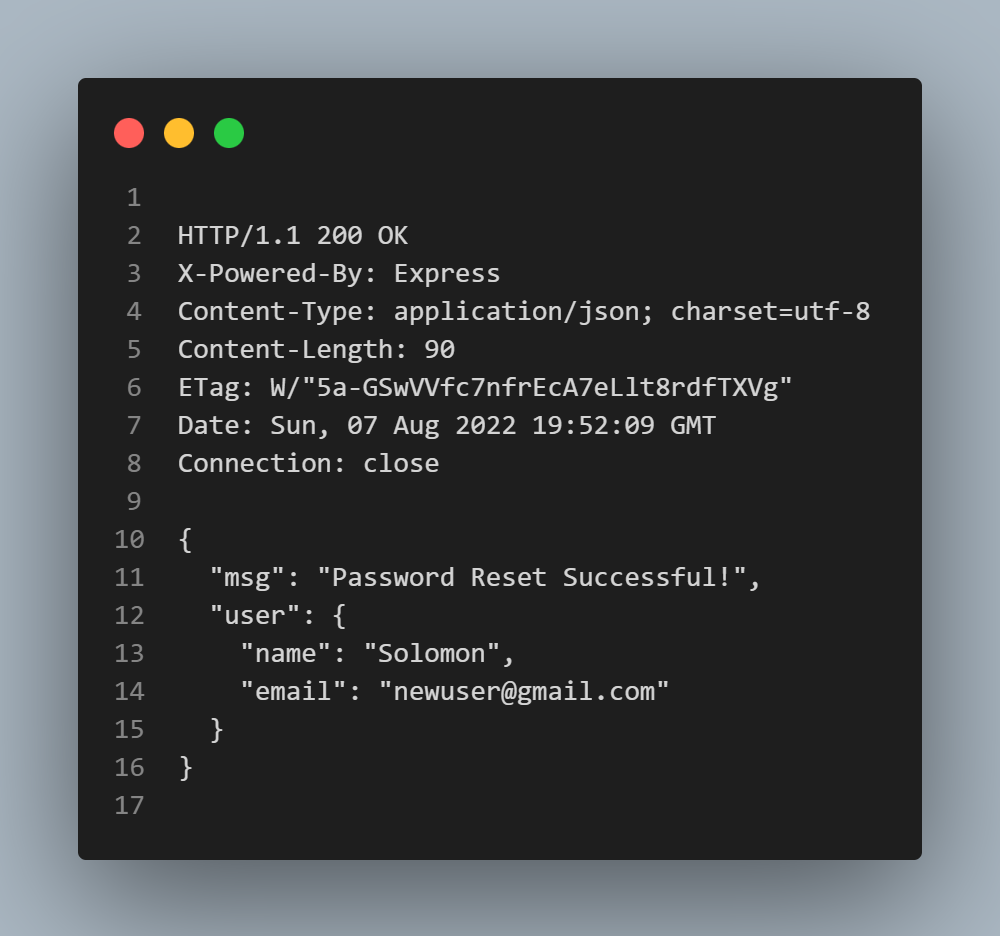 1
2 HTTP/1.1 200 OK
3 X-Powered-By: Express
4 Content-Type: application/json; charset=utf-8
5 Content-Length: 90
6 ETag: W/"5a-GSwVVfc7nfrEcA7eLlt8rdfTXVg"
7 Date: Sun, 07 Aug 2022 19:52:09 GMT
8 Connection: close
9
10 {
11   "msg": "Password Reset Successful!",
12   "user": {
13     "name": "Solomon",
14     "email": "newuser@gmail.com"
15   }
16 }
17